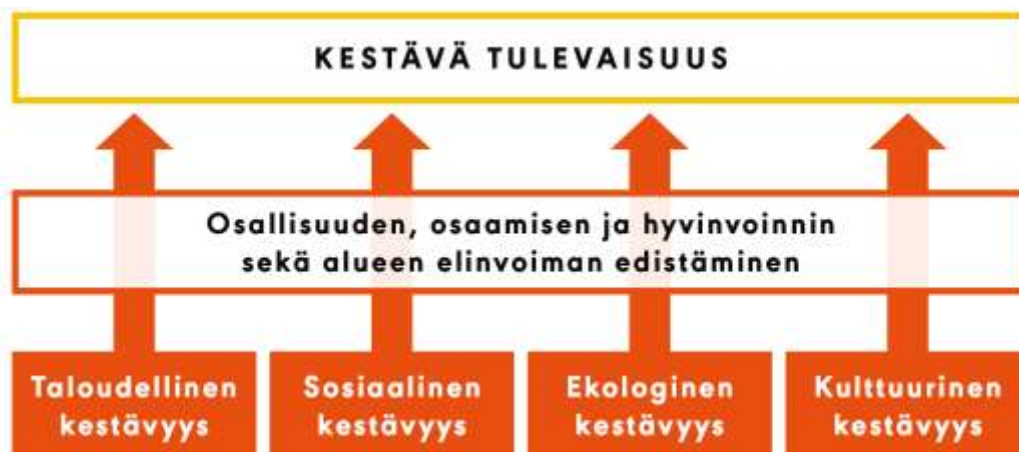 KESTÄVÄ TULEVAISUUS
Osallisuuden, osaamisen ja hyvinvoinnin
sekä alueen elinvoiman edistäminen
Taloudellinen
kestävyys
Sosiaalinen
kestävyys
Ekologinen
kestävyys
Kulttuurinen
kestävyys